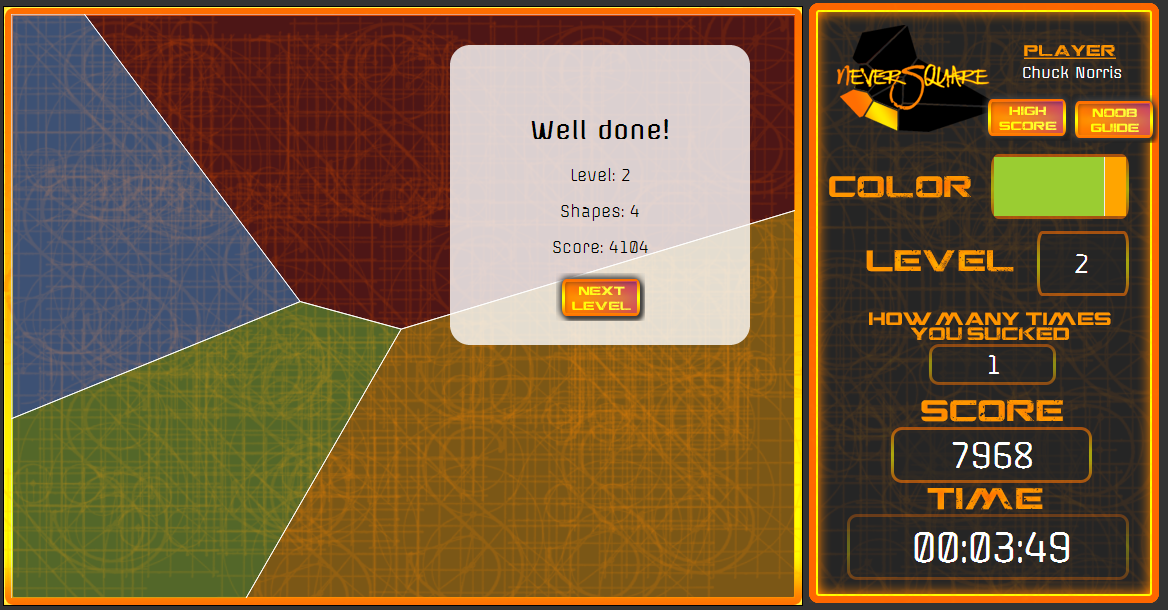 Well done!
Level: 2
Shapes: 4
Score: 4104
NEXT
LEVEL
NEVERSQUARE
PLAYER
Chuck Norris
HIGH
SCORE
NOOB
GUIDE
COLOR
LEVEL
2
HOW MANY TIMES
YOU SUCKED
1
SCORE
7968
TIME
00:03:49